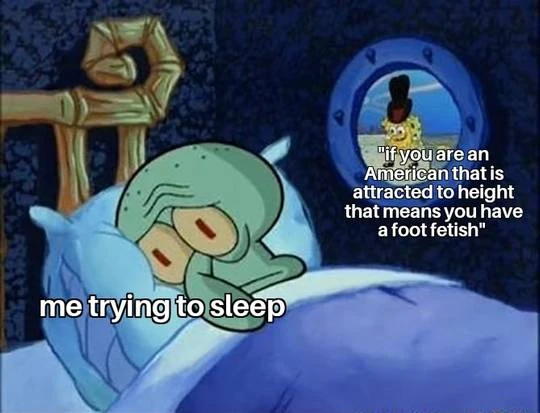 "if you are an
American that is
attracted to height
that means you have
a foot fetish"
me trying to sleep